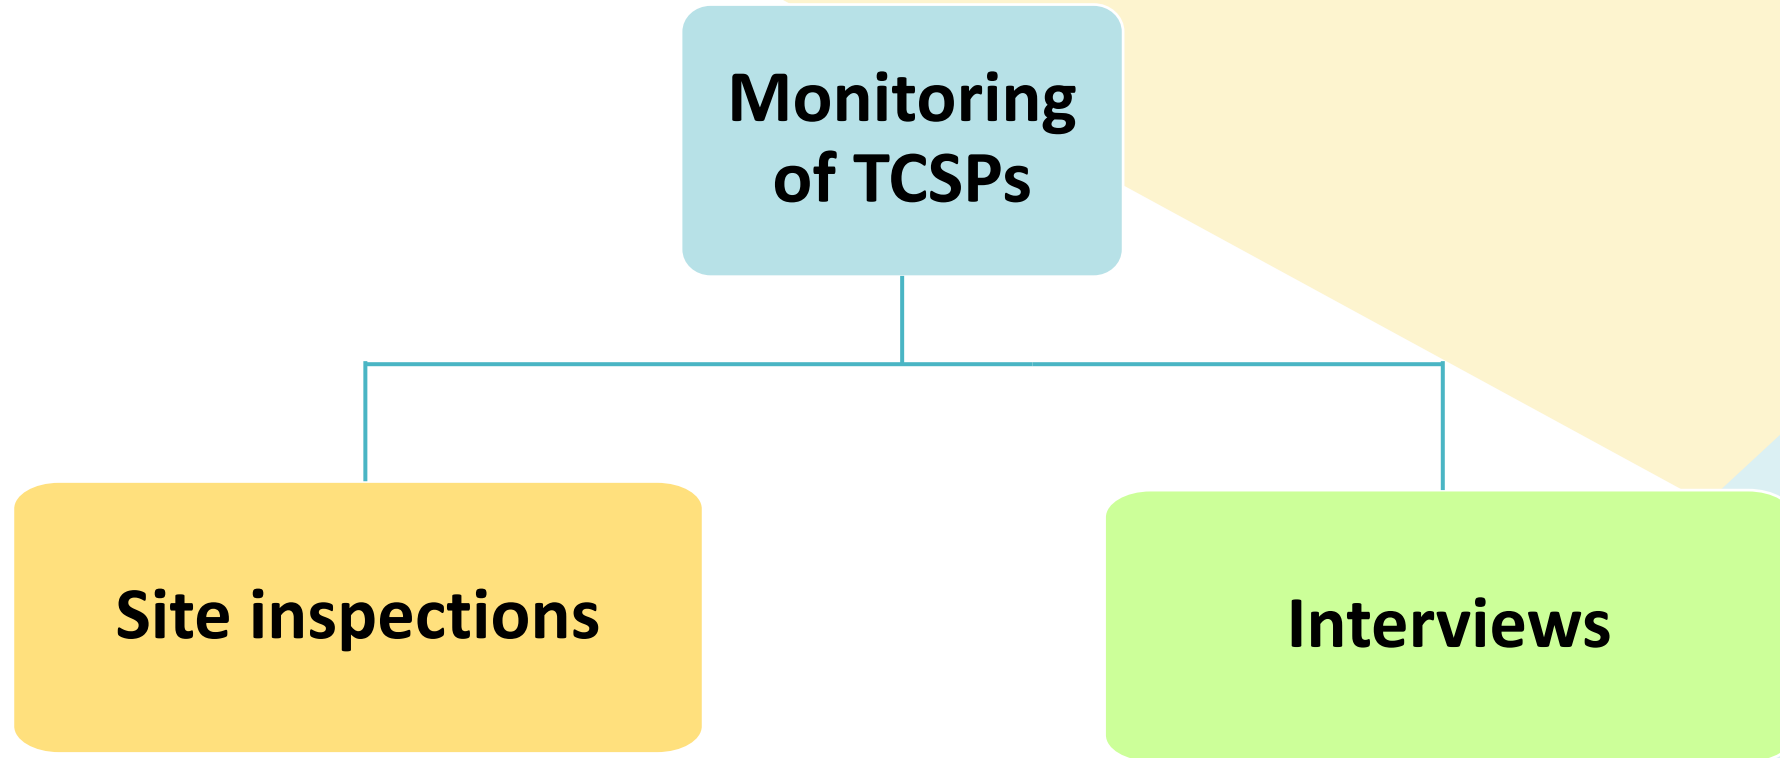 Monitoring
of TCSPs
Site inspections
Interviews